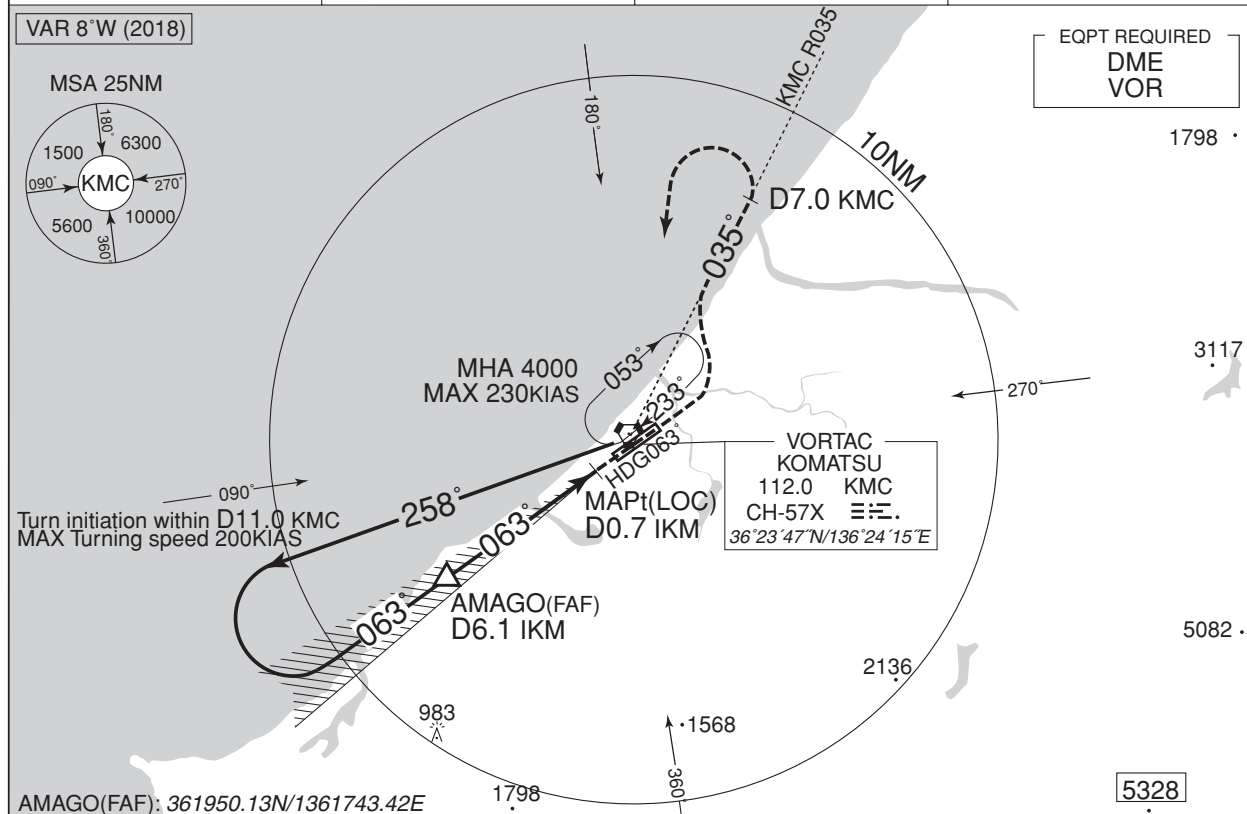 VAR 8°W (2018)
MSA 25NM
180°
1500
6300
090°
KMC
270°
5600
10000
360°
180°
KMC R035
EQPT REQUIRED
DME
VOR
1798
10NM
D7.0 KMC
035°
MHA 4000
MAX 230KIAS
053°
233°
3117
270°
HDG063°
VORTAC
KOMATSU
112.0 KMC
CH-57X
36°23´47˝N/136°24´15˝E
090°
258°
Turn initiation within D11.0 KMC
MAX Turning speed 200KIAS
MAPt(LOC)
D0.7 IKM
063°
063°
AMAGO(FAF)
D6.1 IKM
5082
2136
983
1568
360°
1798
5328
AMAGO(FAF): 361950.13N/1361743.42E